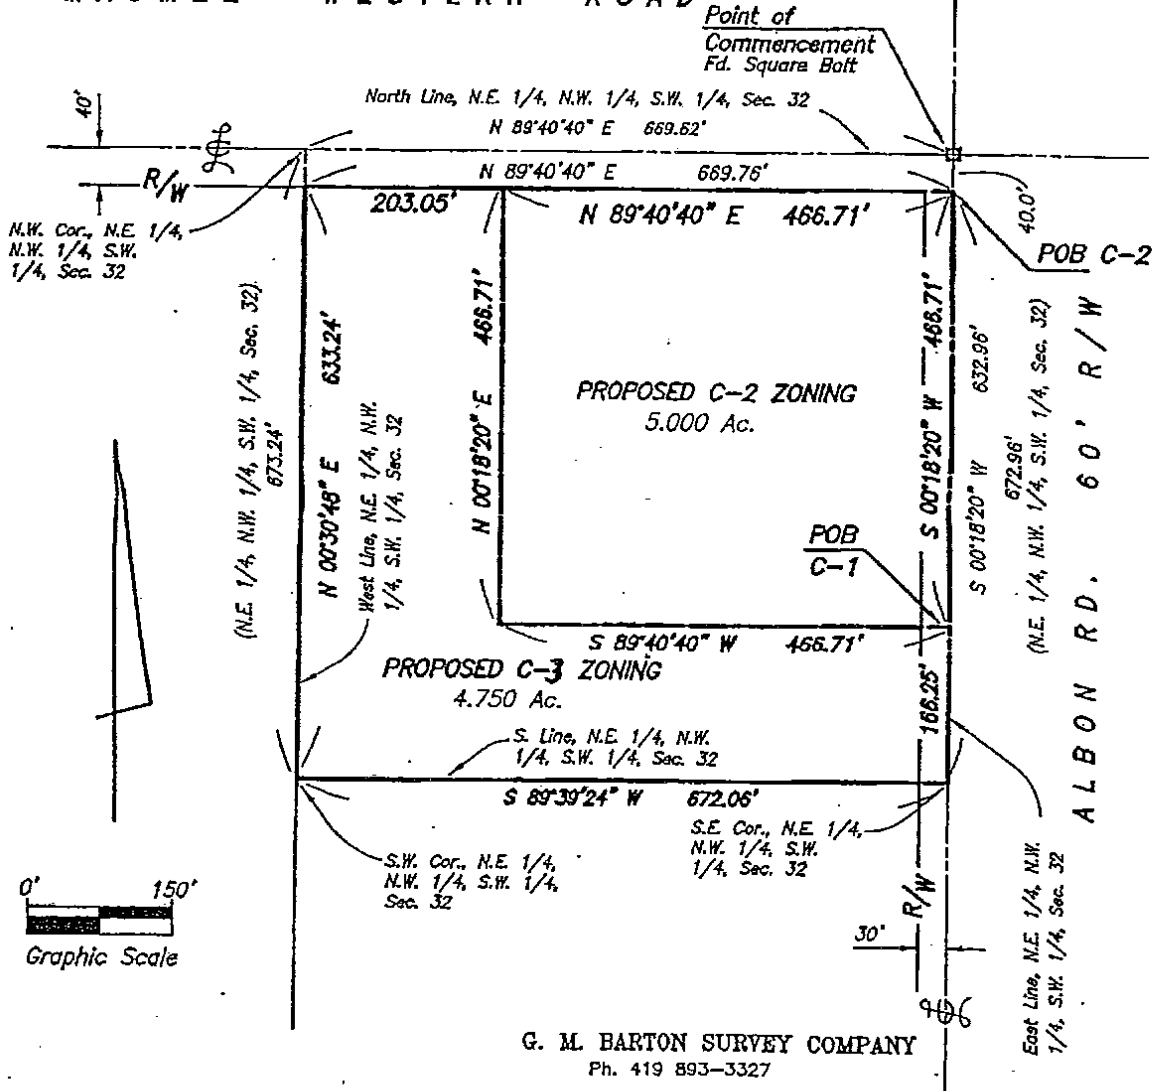 WESTERN ROAD
Point of
Commencement
Fd. Square Bolt
40'
North Line, N.E. 1/4, N.W. 1/4, S.W. 1/4, Sec. 32
N 89°40'40" E 669.62'
R/W
N 89°40'40" E 669.76'
203.05'
N 89°40'40" E 466.71'
40.0'
POB C-2
N.W. Cor., N.E. 1/4,
N.W. 1/4, S.W.
1/4, Sec. 32
(N.E. 1/4, N.W. 1/4, S.W. 1/4, Sec. 32)
673.24'
N 00°30'48" E 633.24'
West Line, N.E. 1/4, N.W.
1/4, S.W. 1/4, Sec. 32
N 00°18'20" E 466.71'
PROPOSED C-2 ZONING
5.000 Ac.
S 00°18'20" W 466.71'
S 00°18'20" W 632.96'
672.96'
(N.E. 1/4, N.W. 1/4, S.W. 1/4, Sec. 32)
ALBON RD. 60' R/W
POB
C-1
S 89°40'40" W 466.71'
PROPOSED C-3 ZONING
4.750 Ac.
166.25'
S. Line, N.E. 1/4, N.W.
1/4, S.W. 1/4, Sec. 32
S 89°39'24" W 672.06'
S.E. Cor., N.E. 1/4,
N.W. 1/4, S.W.
1/4, Sec. 32
S.W. Cor., N.E. 1/4,
N.W. 1/4, S.W. 1/4,
Sec. 32
R/W
30'
East Line, N.E. 1/4, N.W.
1/4, S.W. 1/4, Sec. 32
0' 150'
Graphic Scale
G. M. BARTON SURVEY COMPANY
Ph. 419 893-3327